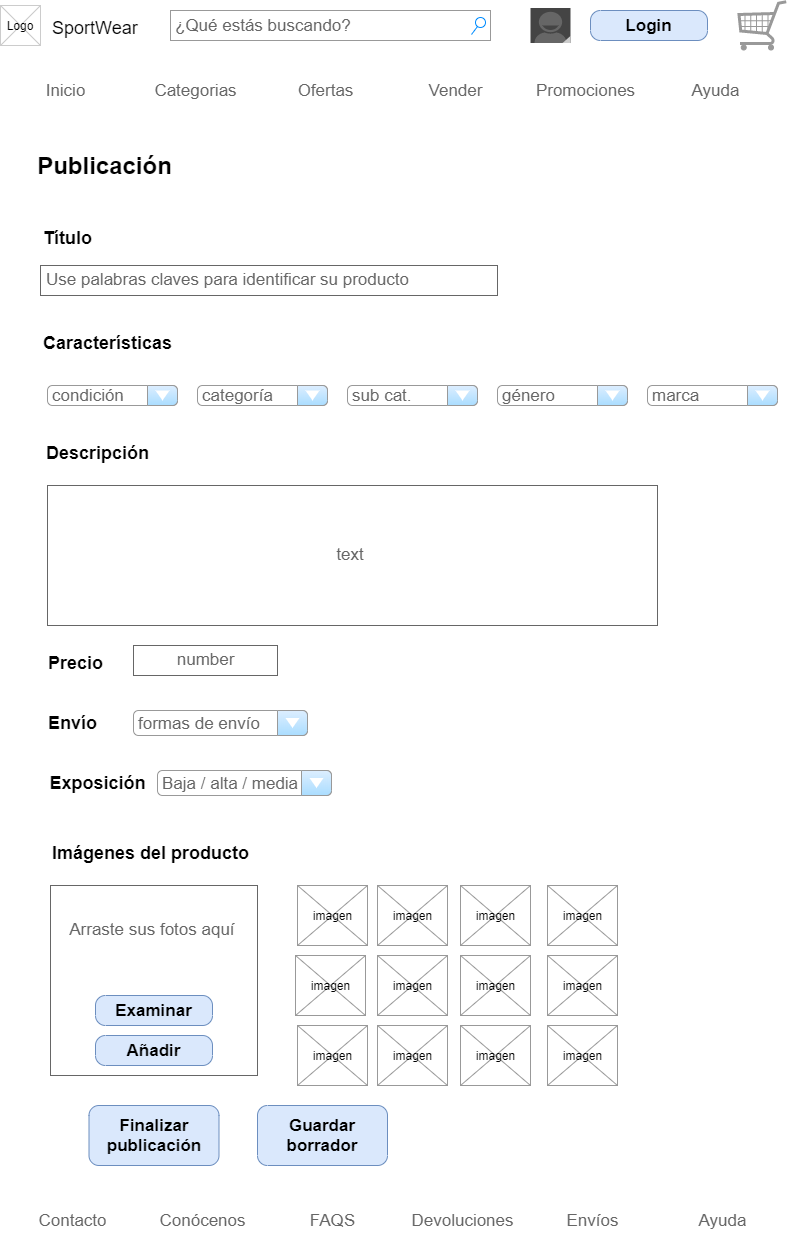 Logo SportWear ¿Qué estás buscando? Login
Inicio Categorias Ofertas Vender Promociones Ayuda
Publicación
Título
Use palabras claves para identificar su producto
Características
condición categoría sub cat. género marca
Descripción
text
Precio number
Envío formas de envío
Exposición Baja / alta / media
Imágenes del producto
Arraste sus fotos aquí
Examinar
Añadir
imagen imagen imagen imagen
imagen imagen imagen imagen
imagen imagen imagen imagen
Finalizar
publicación
Guardar
borrador
Contacto Conócenos FAQS Devoluciones Envíos Ayuda